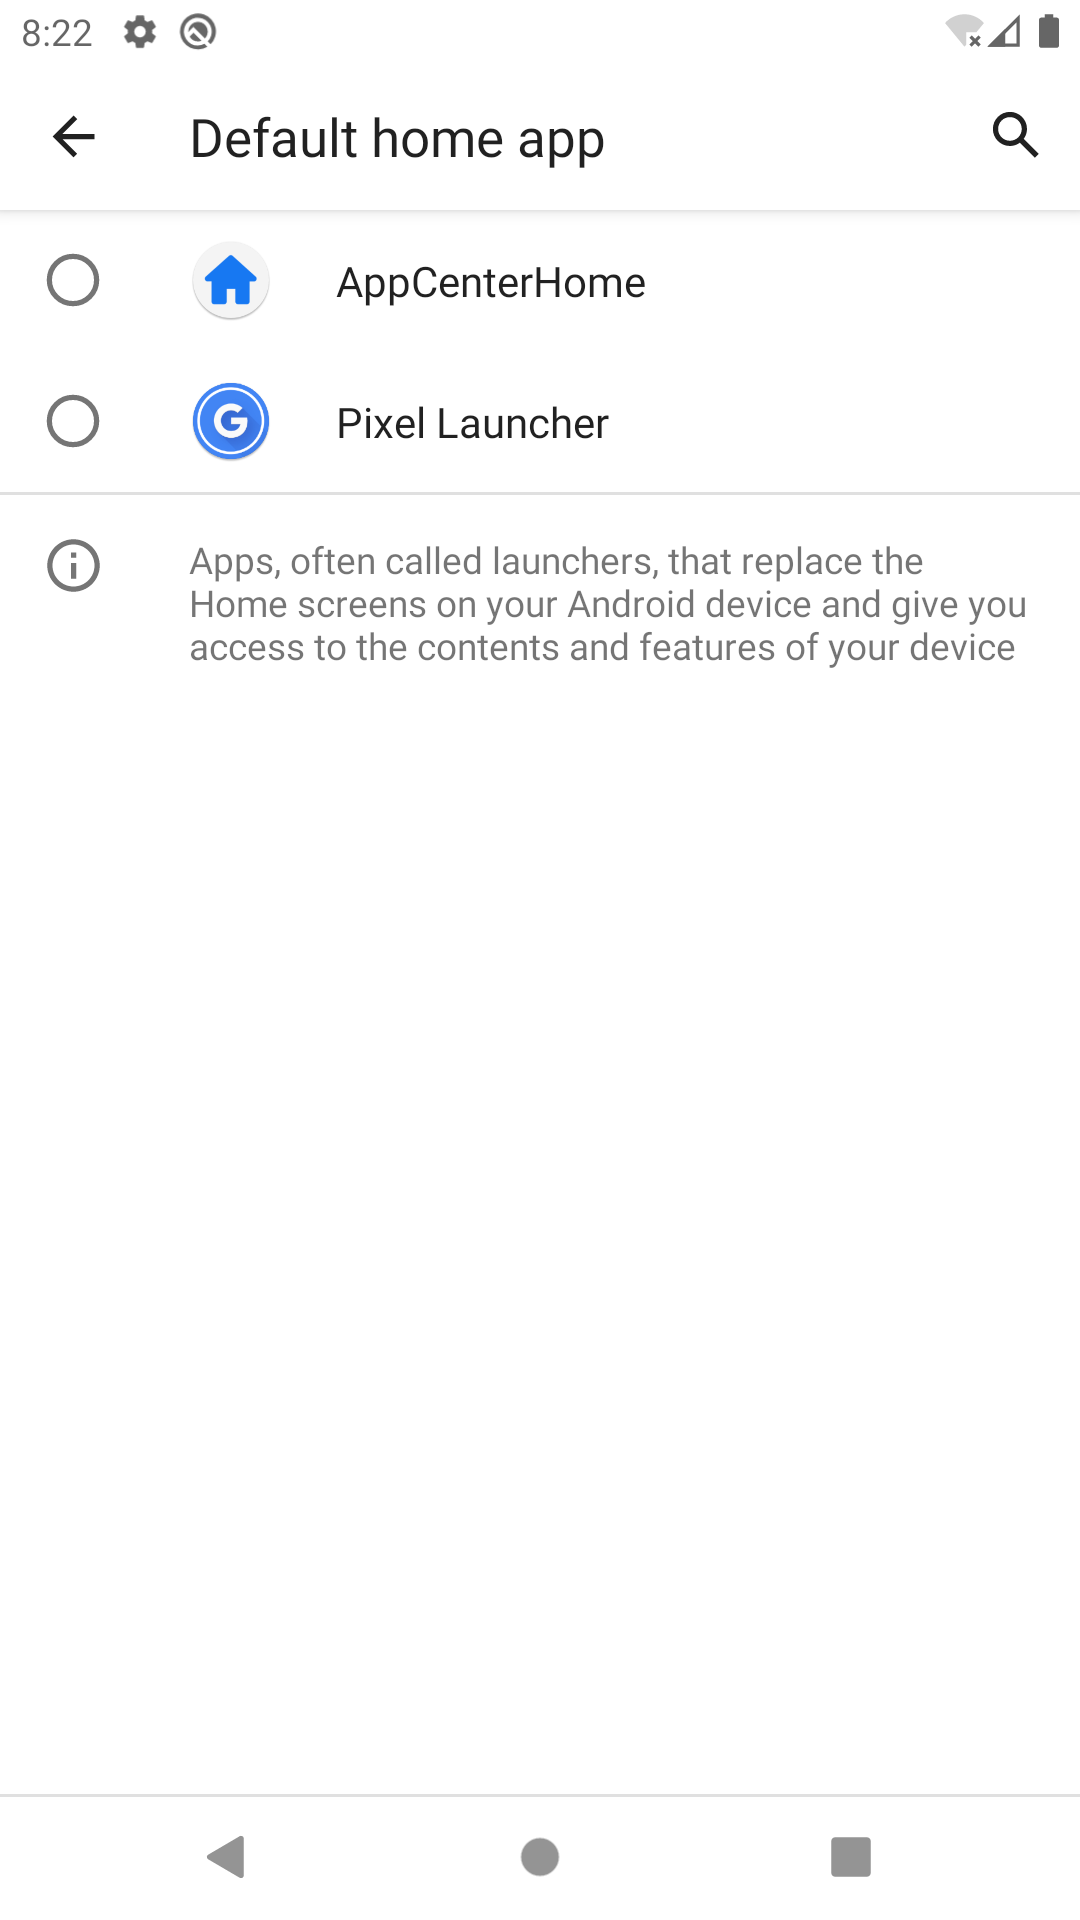 8:22
Default home app
AppCenterHome
Pixel Launcher
Apps, often called launchers, that replace the
Home screens on your Android device and give you
access to the contents and features of your device